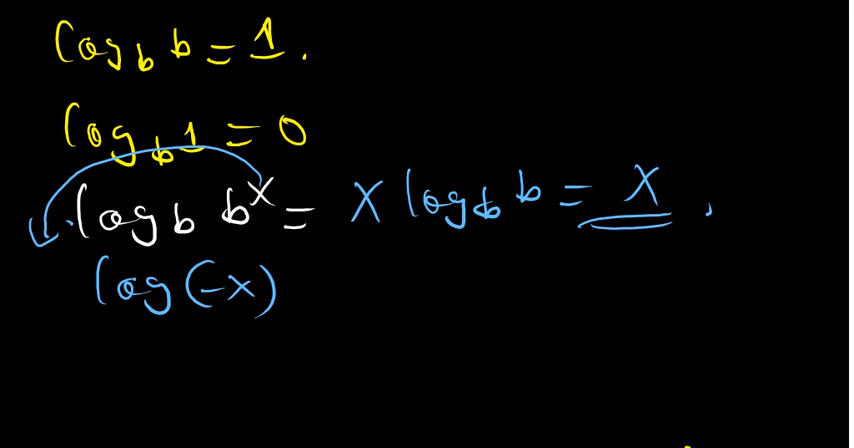 log_b b = 1.
log_b 1 = 0
log_b b^x = x log_b b = x.
log(-x)